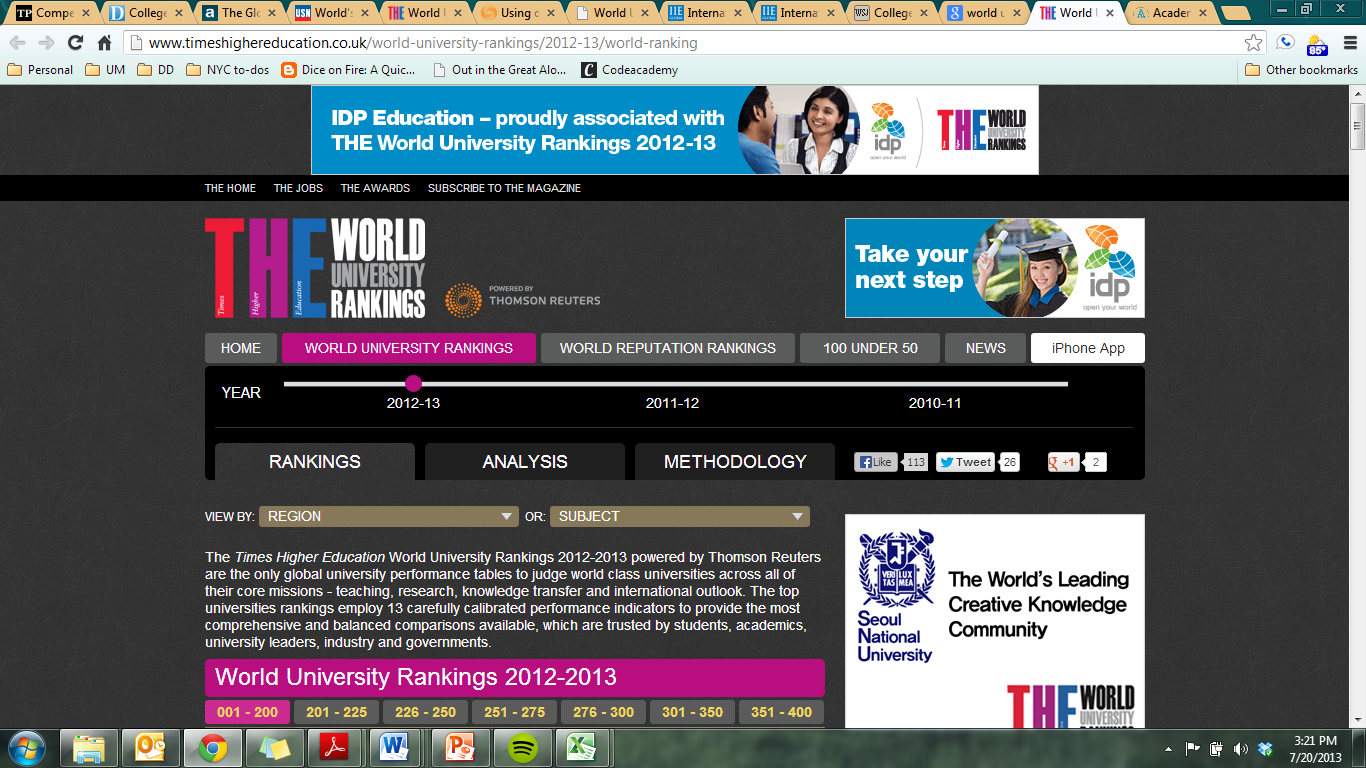 Compe
College
The Glo
World's
THE World U
Using c
World U
Interna
Interna
College
world u
THE World U
Acader
www.timeshighereducation.co.uk/world-university-rankings/2012-13/world-ranking
85°
Personal UM DD NYC to-dos Dice on Fire: A Quic... Out in the Great Alo... Codeacademy Other bookmarks
IDP Education – proudly associated with
THE World University Rankings 2012-13
idp
open your world
THE WORLD
UNIVERSITY
RANKINGS
THE HOME THE JOBS THE AWARDS SUBSCRIBE TO THE MAGAZINE
THE WORLD
UNIVERSITY
RANKINGS
Times Higher Education
POWERED BY
THOMSON REUTERS
Take your
next step
idp
open your world
HOME WORLD UNIVERSITY RANKINGS WORLD REPUTATION RANKINGS 100 UNDER 50 NEWS iPhone App
YEAR
2012-13 2011-12 2010-11
RANKINGS ANALYSIS METHODOLOGY Like 113 Tweet 26 +1 2
VIEW BY: REGION OR: SUBJECT
The Times Higher Education World University Rankings 2012-2013 powered by Thomson Reuters
are the only global university performance tables to judge world class universities across all of
their core missions - teaching, research, knowledge transfer and international outlook. The top
universities rankings employ 13 carefully calibrated performance indicators to provide the most
comprehensive and balanced comparisons available, which are trusted by students, academics,
university leaders, industry and governments.
World University Rankings 2012-2013
001 - 200 201 - 225 226 - 250 251 - 275 276 - 300 301 - 350 351 - 400
VERI LUX
TAS MEA
Seoul
National
University
The World's Leading
Creative Knowledge
Community
THE WORLD
UNIVERSITY
RANKINGS
3:21 PM
7/20/2013